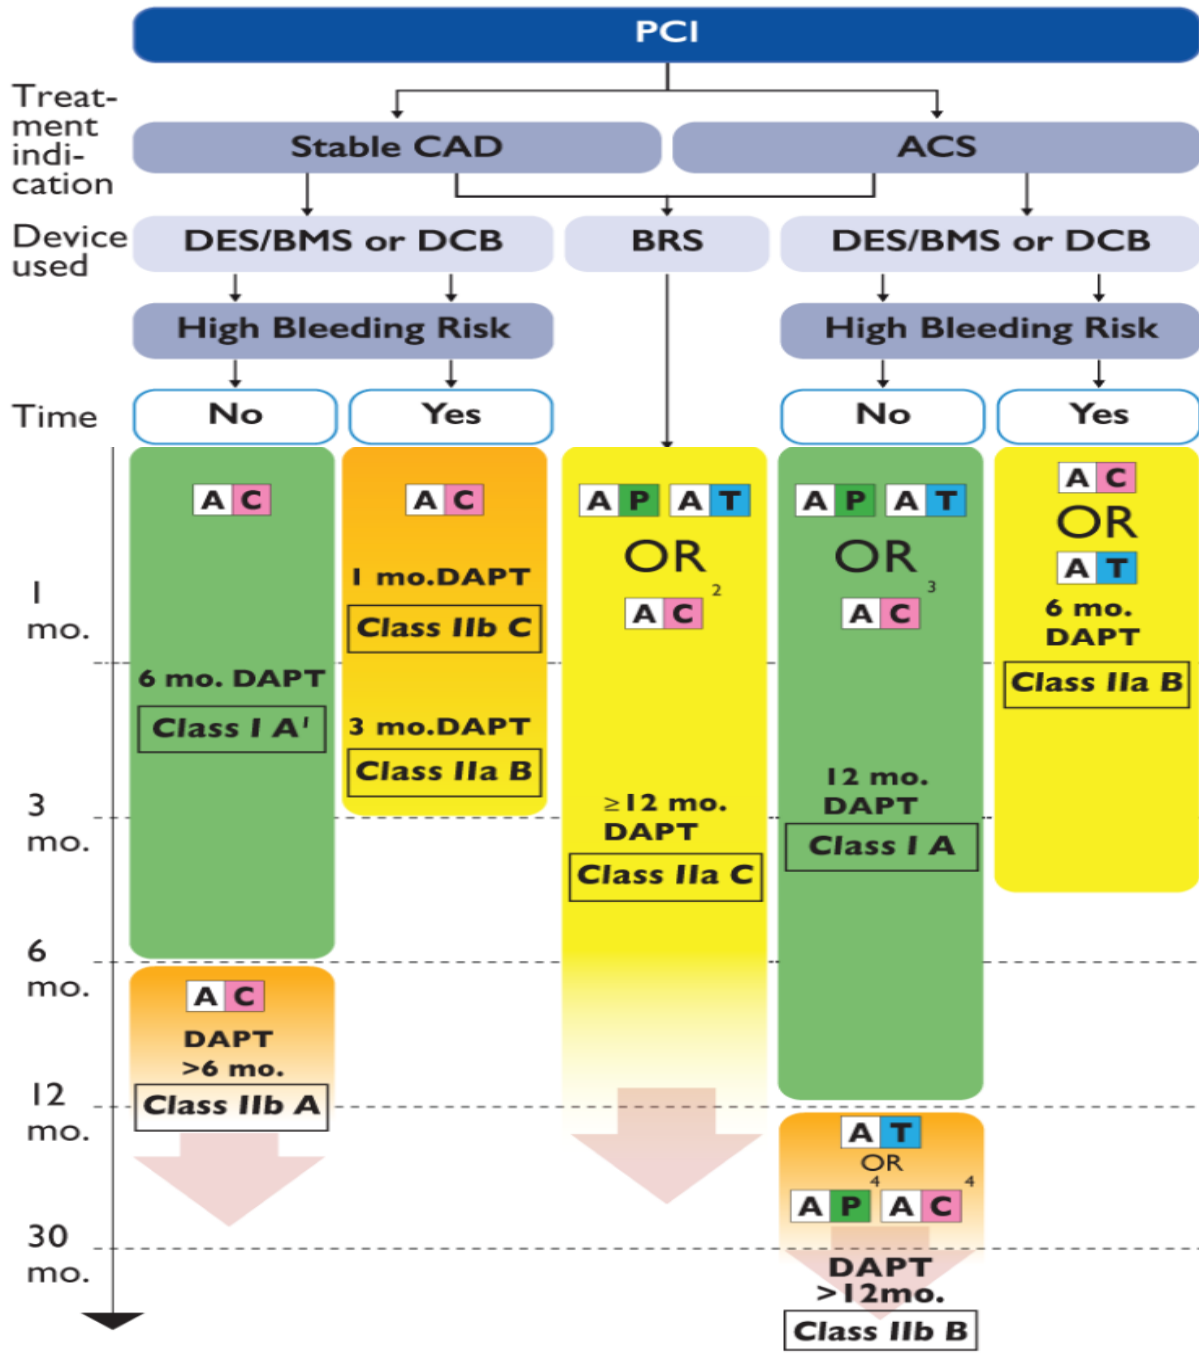 PCI
Treat-
ment
indi-
cation
Stable CAD
ACS
Device
used
DES/BMS or DCB
BRS
DES/BMS or DCB
High Bleeding Risk
High Bleeding Risk
Time
No
Yes
No
Yes
A C
A C
A P A T
A P A T
A C
OR
OR
OR
A T
1 mo.DAPT
Class IIb C
A C 2
A C 3
6 mo.
DAPT
Class IIa B
1
mo.
6 mo. DAPT
Class I A1
3 mo.DAPT
Class IIa B
≥12 mo.
DAPT
Class IIa C
12 mo.
DAPT
Class I A
3
mo.
6
mo.
A C
DAPT
>6 mo.
Class IIb A
12
mo.
A T
OR
A P 4 A C 4
30
mo.
DAPT
>12mo.
Class IIb B